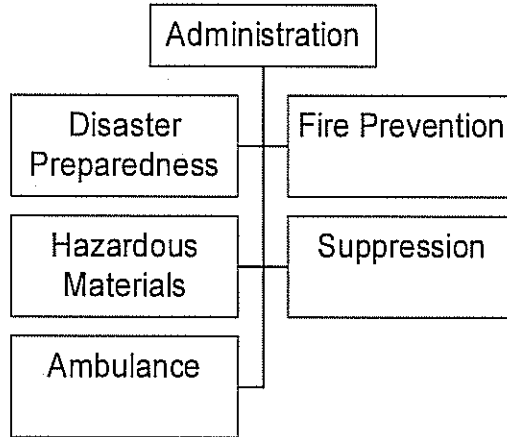 Administration
Disaster
Preparedness
Fire Prevention
Hazardous
Materials
Suppression
Ambulance